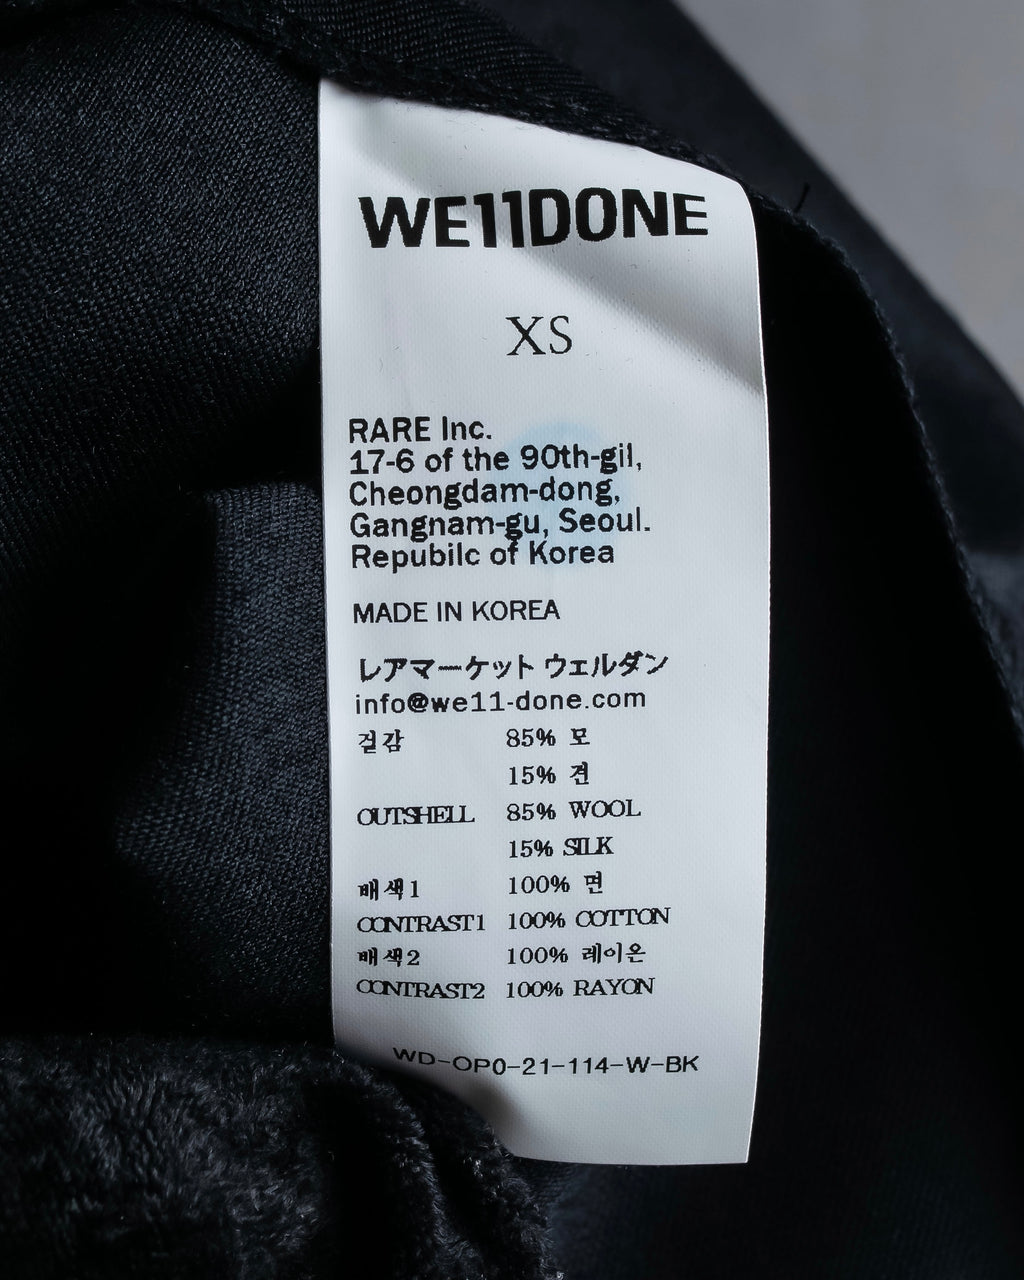 WE11DONE
XS
RARE Inc.
17-6 of the 90th-gil,
Cheongdam-dong,
Gangnam-gu, Seoul.
Repubilc of Korea
MADE IN KOREA
レアマーケット ウェルダン
info@we11-done.com
겉감 85% 모
15% 견
OUTSHELL 85% WOOL
15% SILK
배색1 100% 면
CONTRAST1 100% COTTON
배색2 100% 레이온
CONTRAST2 100% RAYON
WD-OP0-21-114-W-BK